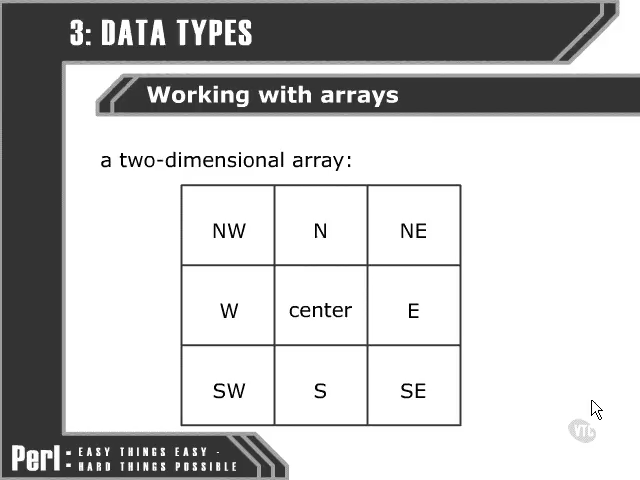 3: DATA TYPES
Working with arrays
a two-dimensional array:
NW N NE
W center E
SW S SE
VTC
Perl: EASY THINGS EASY -
HARD THINGS POSSIBLE